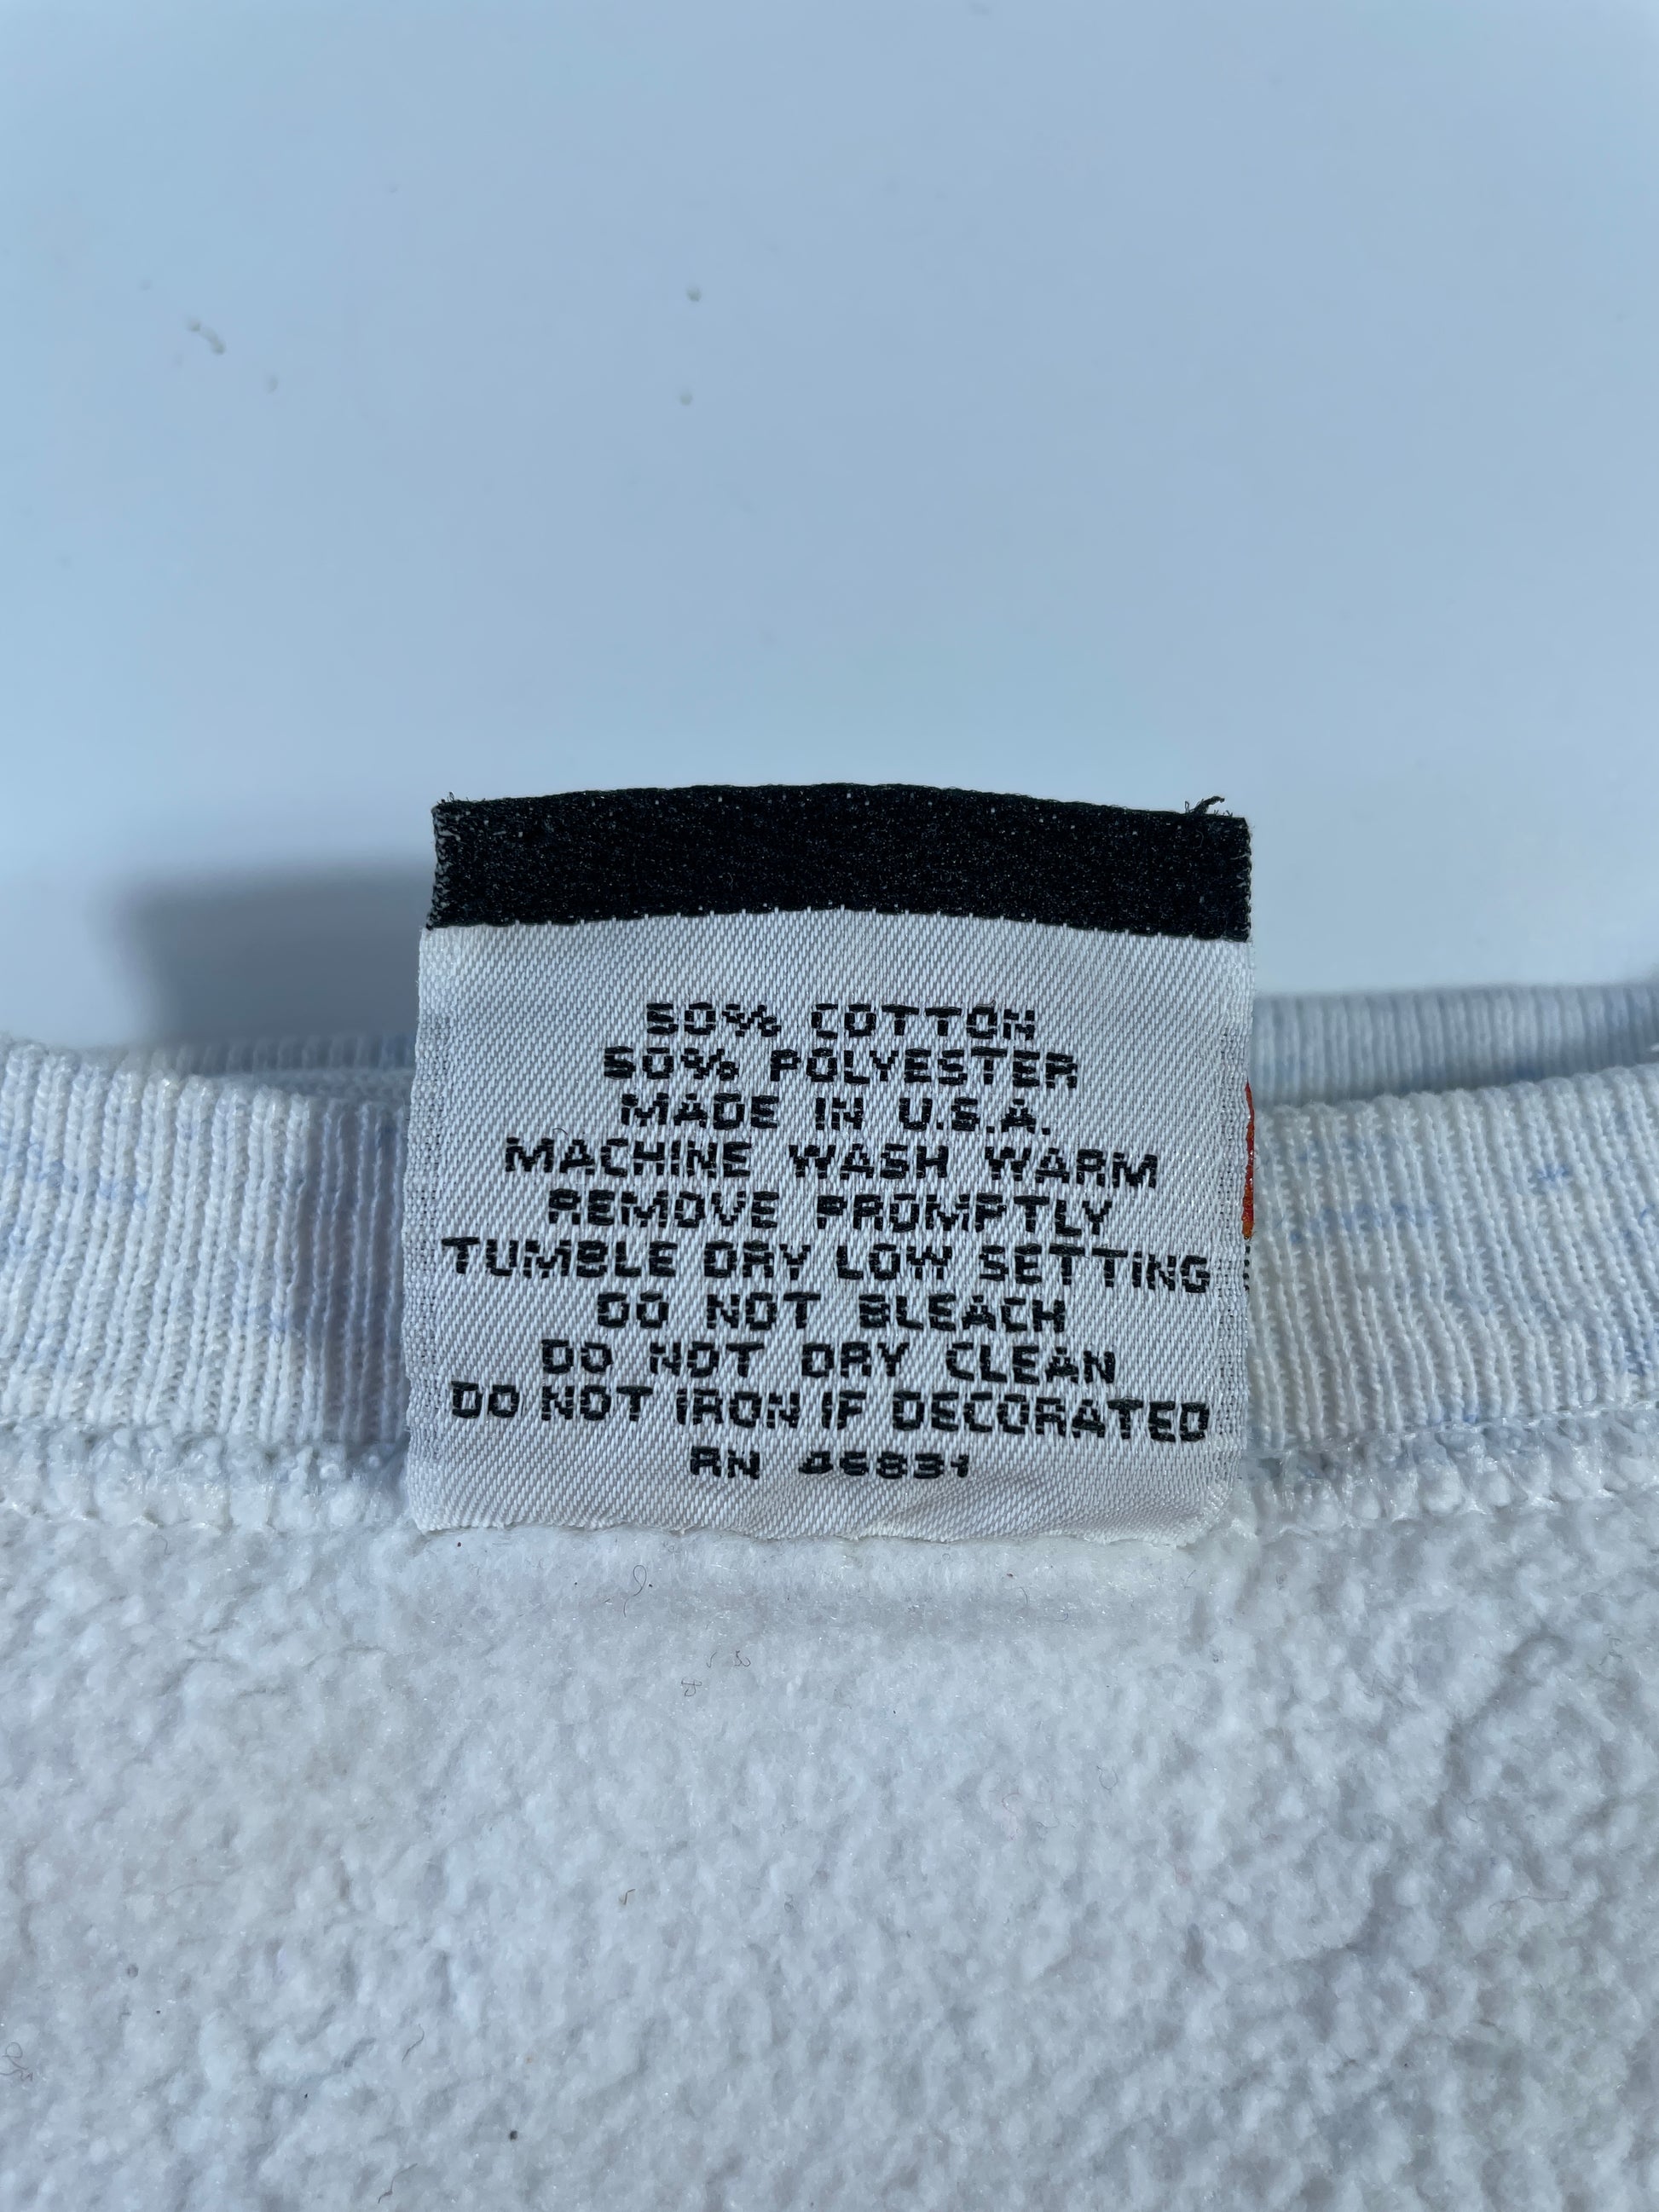 50% COTTON
50% POLYESTER
MADE IN U.S.A.
MACHINE WASH WARM
REMOVE PROMPTLY
TUMBLE DRY LOW SETTING
DO NOT BLEACH
DO NOT DRY CLEAN
DO NOT IRON IF DECORATED
RN 46831